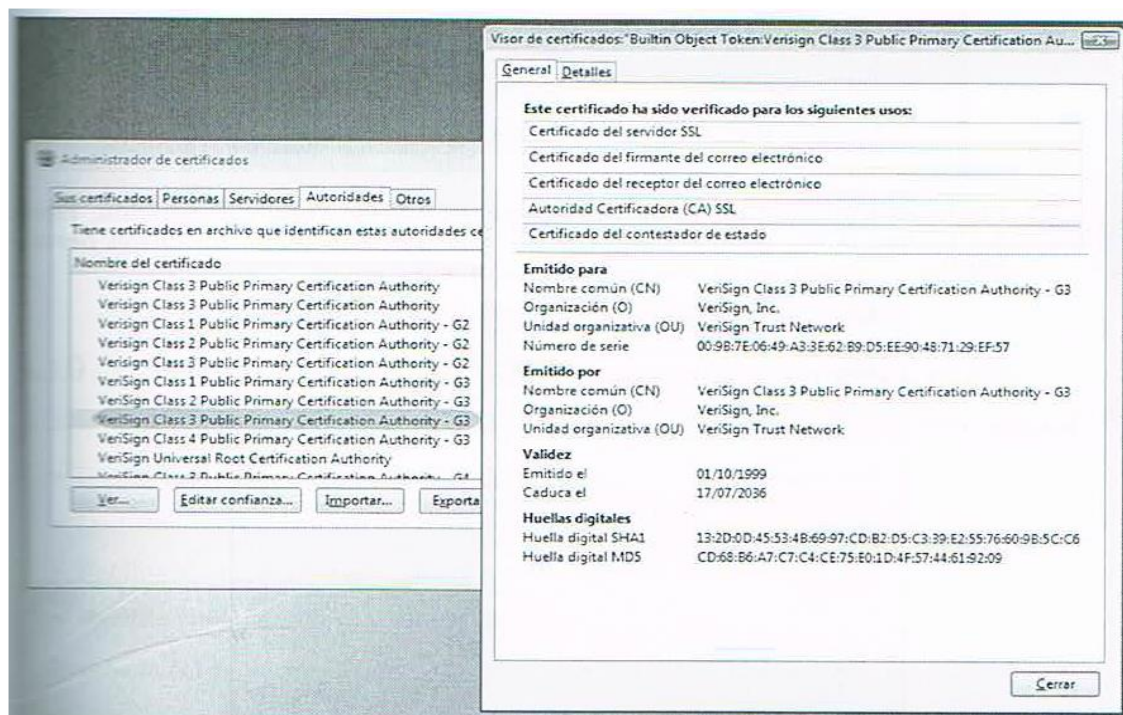 Visor de certificados:"Builtin Object Token:Verisign Class 3 Public Primary Certification Au...
General Detalles
Este certificado ha sido verificado para los siguientes usos:
Certificado del servidor SSL
Certificado del firmante del correo electrónico
Certificado del receptor del correo electrónico
Autoridad Certificadora (CA) SSL
Certificado del contestador de estado
Emitido para
Nombre común (CN) VeriSign Class 3 Public Primary Certification Authority - G3
Organización (O) VeriSign, Inc.
Unidad organizativa (OU) VeriSign Trust Network
Número de serie 00:9B:7E:06:49:A3:3E:62:B9:D5:EE:90:48:71:29:EF:57
Emitido por
Nombre común (CN) VeriSign Class 3 Public Primary Certification Authority - G3
Organización (O) VeriSign, Inc.
Unidad organizativa (OU) VeriSign Trust Network
Validez
Emitido el 01/10/1999
Caduca el 17/07/2036
Huellas digitales
Huella digital SHA1 13:2D:0D:45:53:4B:69:97:CD:B2:D5:C3:39:E2:55:76:60:9B:5C:C6
Huella digital MD5 CD:68:B6:A7:C7:C4:CE:75:E0:1D:4F:57:44:61:92:09
Cerrar
Administrador de certificados
Sus certificados Personas Servidores Autoridades Otros
Tiene certificados en archivo que identifican estas autoridades ce
Nombre del certificado
Verisign Class 3 Public Primary Certification Authority
Verisign Class 3 Public Primary Certification Authority
Verisign Class 1 Public Primary Certification Authority - G2
Verisign Class 2 Public Primary Certification Authority - G2
Verisign Class 3 Public Primary Certification Authority - G2
VeriSign Class 1 Public Primary Certification Authority - G3
VeriSign Class 2 Public Primary Certification Authority - G3
VeriSign Class 3 Public Primary Certification Authority - G3
VeriSign Class 4 Public Primary Certification Authority - G3
VeriSign Universal Root Certification Authority
VeriSign Class 3 Public Primary Certification Authority - G4
Ver... Editar confianza... Importar... Exporta